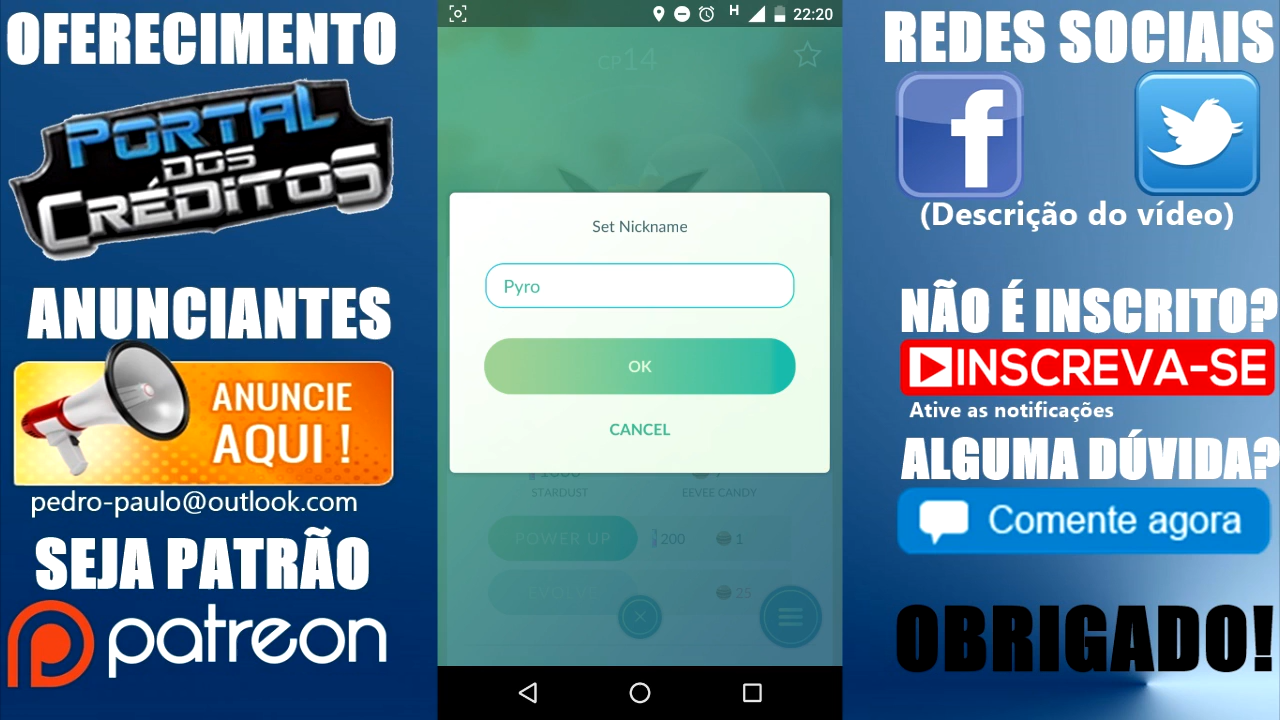 OFERECIMENTO
PORTAL
DOS
CRÉDITOS
ANUNCIANTES
ANUNCIE
AQUI !
pedro-paulo@outlook.com
SEJA PATRÃO
patreon
H
22:20
CP14
Set Nickname
Pyro
OK
CANCEL
STARDUST
EEVEE CANDY
POWER UP
200
1
EVOLVE
25
REDES SOCIAIS
f
(Descrição do vídeo)
NÃO É INSCRITO?
INSCREVA-SE
Ative as notificações
ALGUMA DÚVIDA?
Comente agora
OBRIGADO!